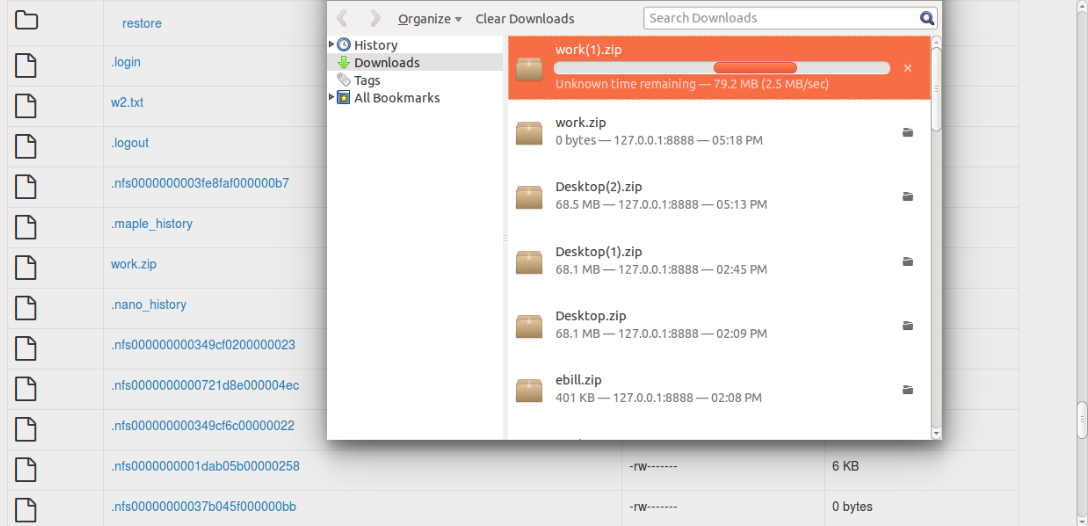 restore
.login
w2.txt
.logout
.nfs0000000003fe8faf000000b7
.maple_history
work.zip
.nano_history
.nfs000000000349cf0200000023
.nfs0000000000721d8e000004ec
.nfs000000000349cf6c00000022
.nfs0000000001dab05b00000258 -rw------- 6 KB
.nfs00000000037b045f000000bb -rw------- 0 bytes
Organize Clear Downloads Search Downloads
History
Downloads
Tags
All Bookmarks
work(1).zip
Unknown time remaining — 79.2 MB (2.5 MB/sec)
work.zip
0 bytes — 127.0.0.1:8888 — 05:18 PM
Desktop(2).zip
68.5 MB — 127.0.0.1:8888 — 05:13 PM
Desktop(1).zip
68.1 MB — 127.0.0.1:8888 — 02:45 PM
Desktop.zip
68.1 MB — 127.0.0.1:8888 — 02:09 PM
ebill.zip
401 KB — 127.0.0.1:8888 — 02:08 PM